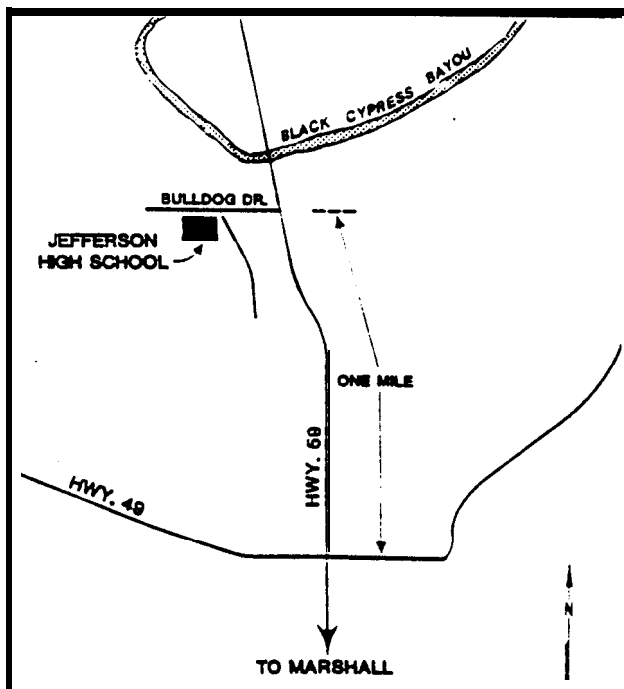 BLACK CYPRESS BAYOU
BULLDOG DR.
JEFFERSON
HIGH SCHOOL
ONE MILE
HWY. 59
HWY. 49
TO MARSHALL
N